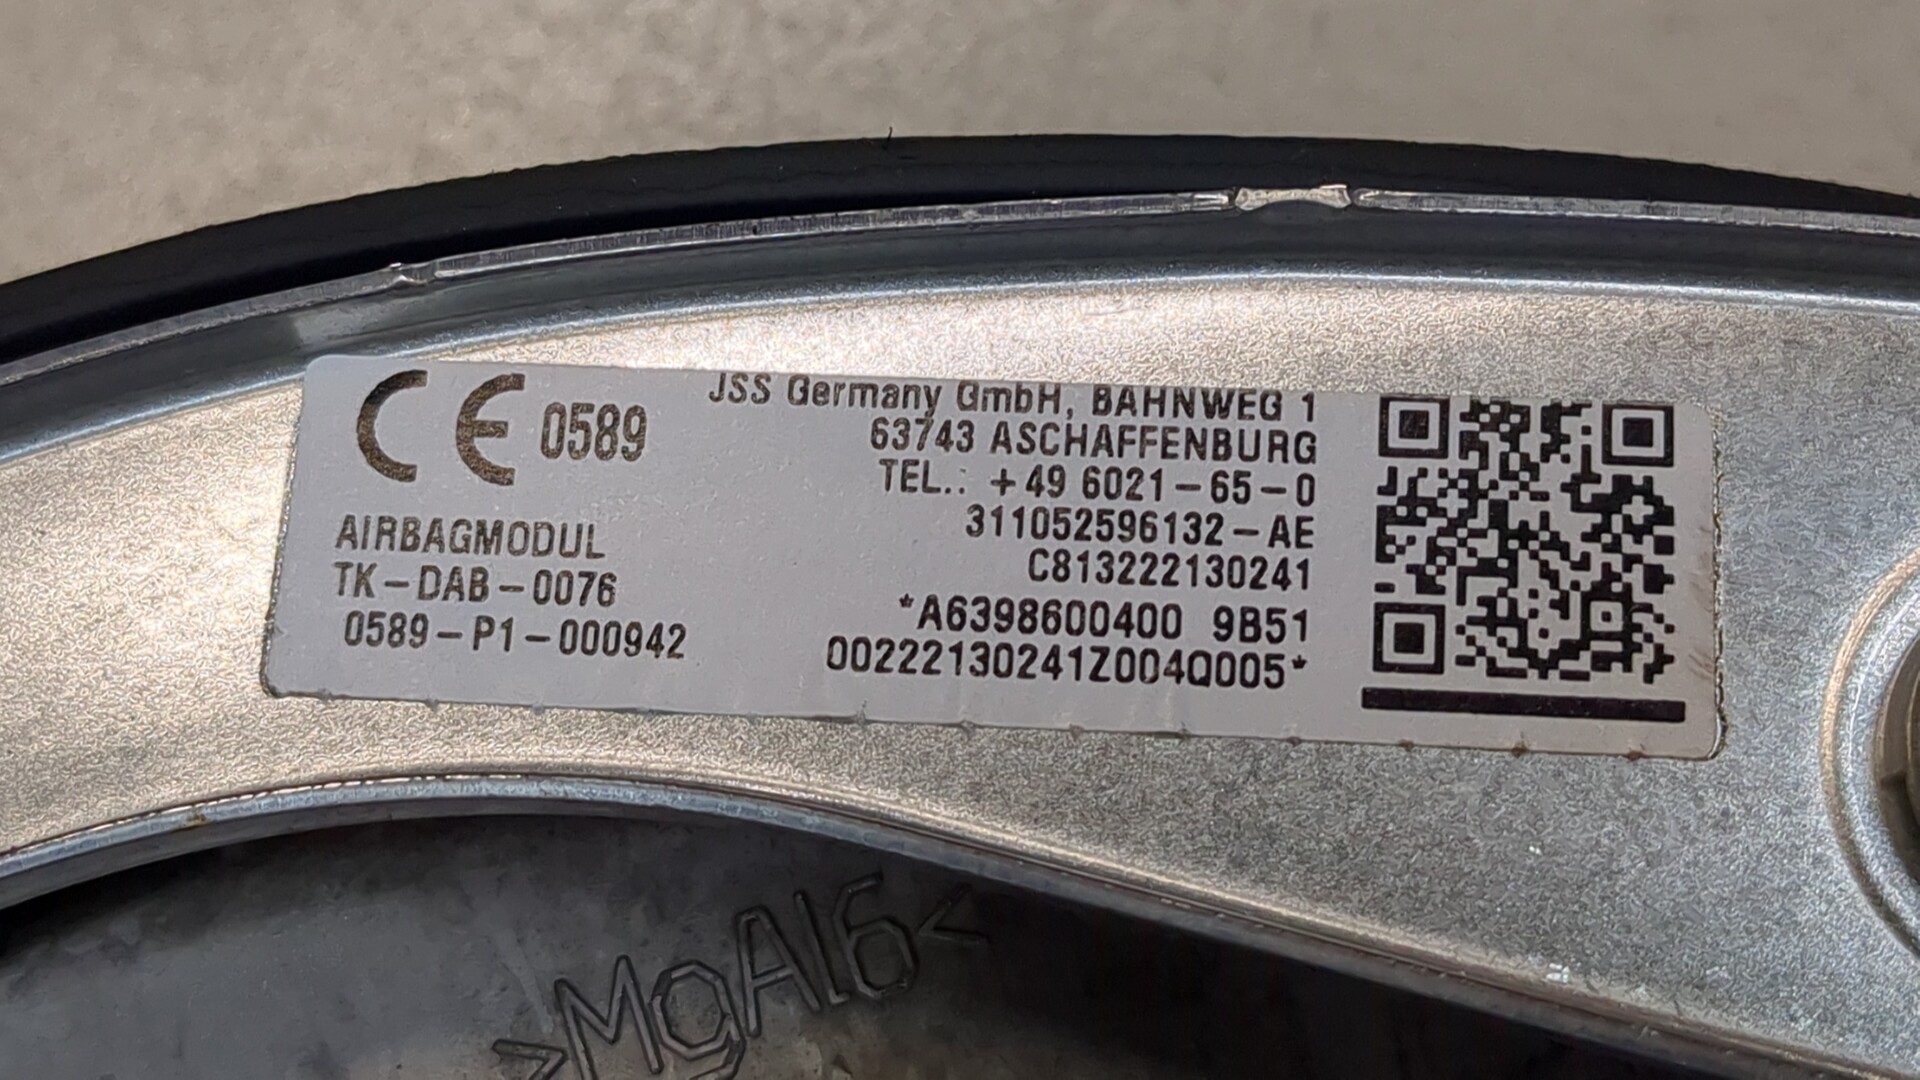 CE 0589
AIRBAGMODUL
TK-DAB-0076
0589-P1-000942
JSS Germany GmbH, BAHNWEG 1
63743 ASCHAFFENBURG
TEL.: +49 6021-65-0
311052596132-AE
C813222130241
*A6398600400 9B51
00222130241Z004Q005*
>MgAl6<